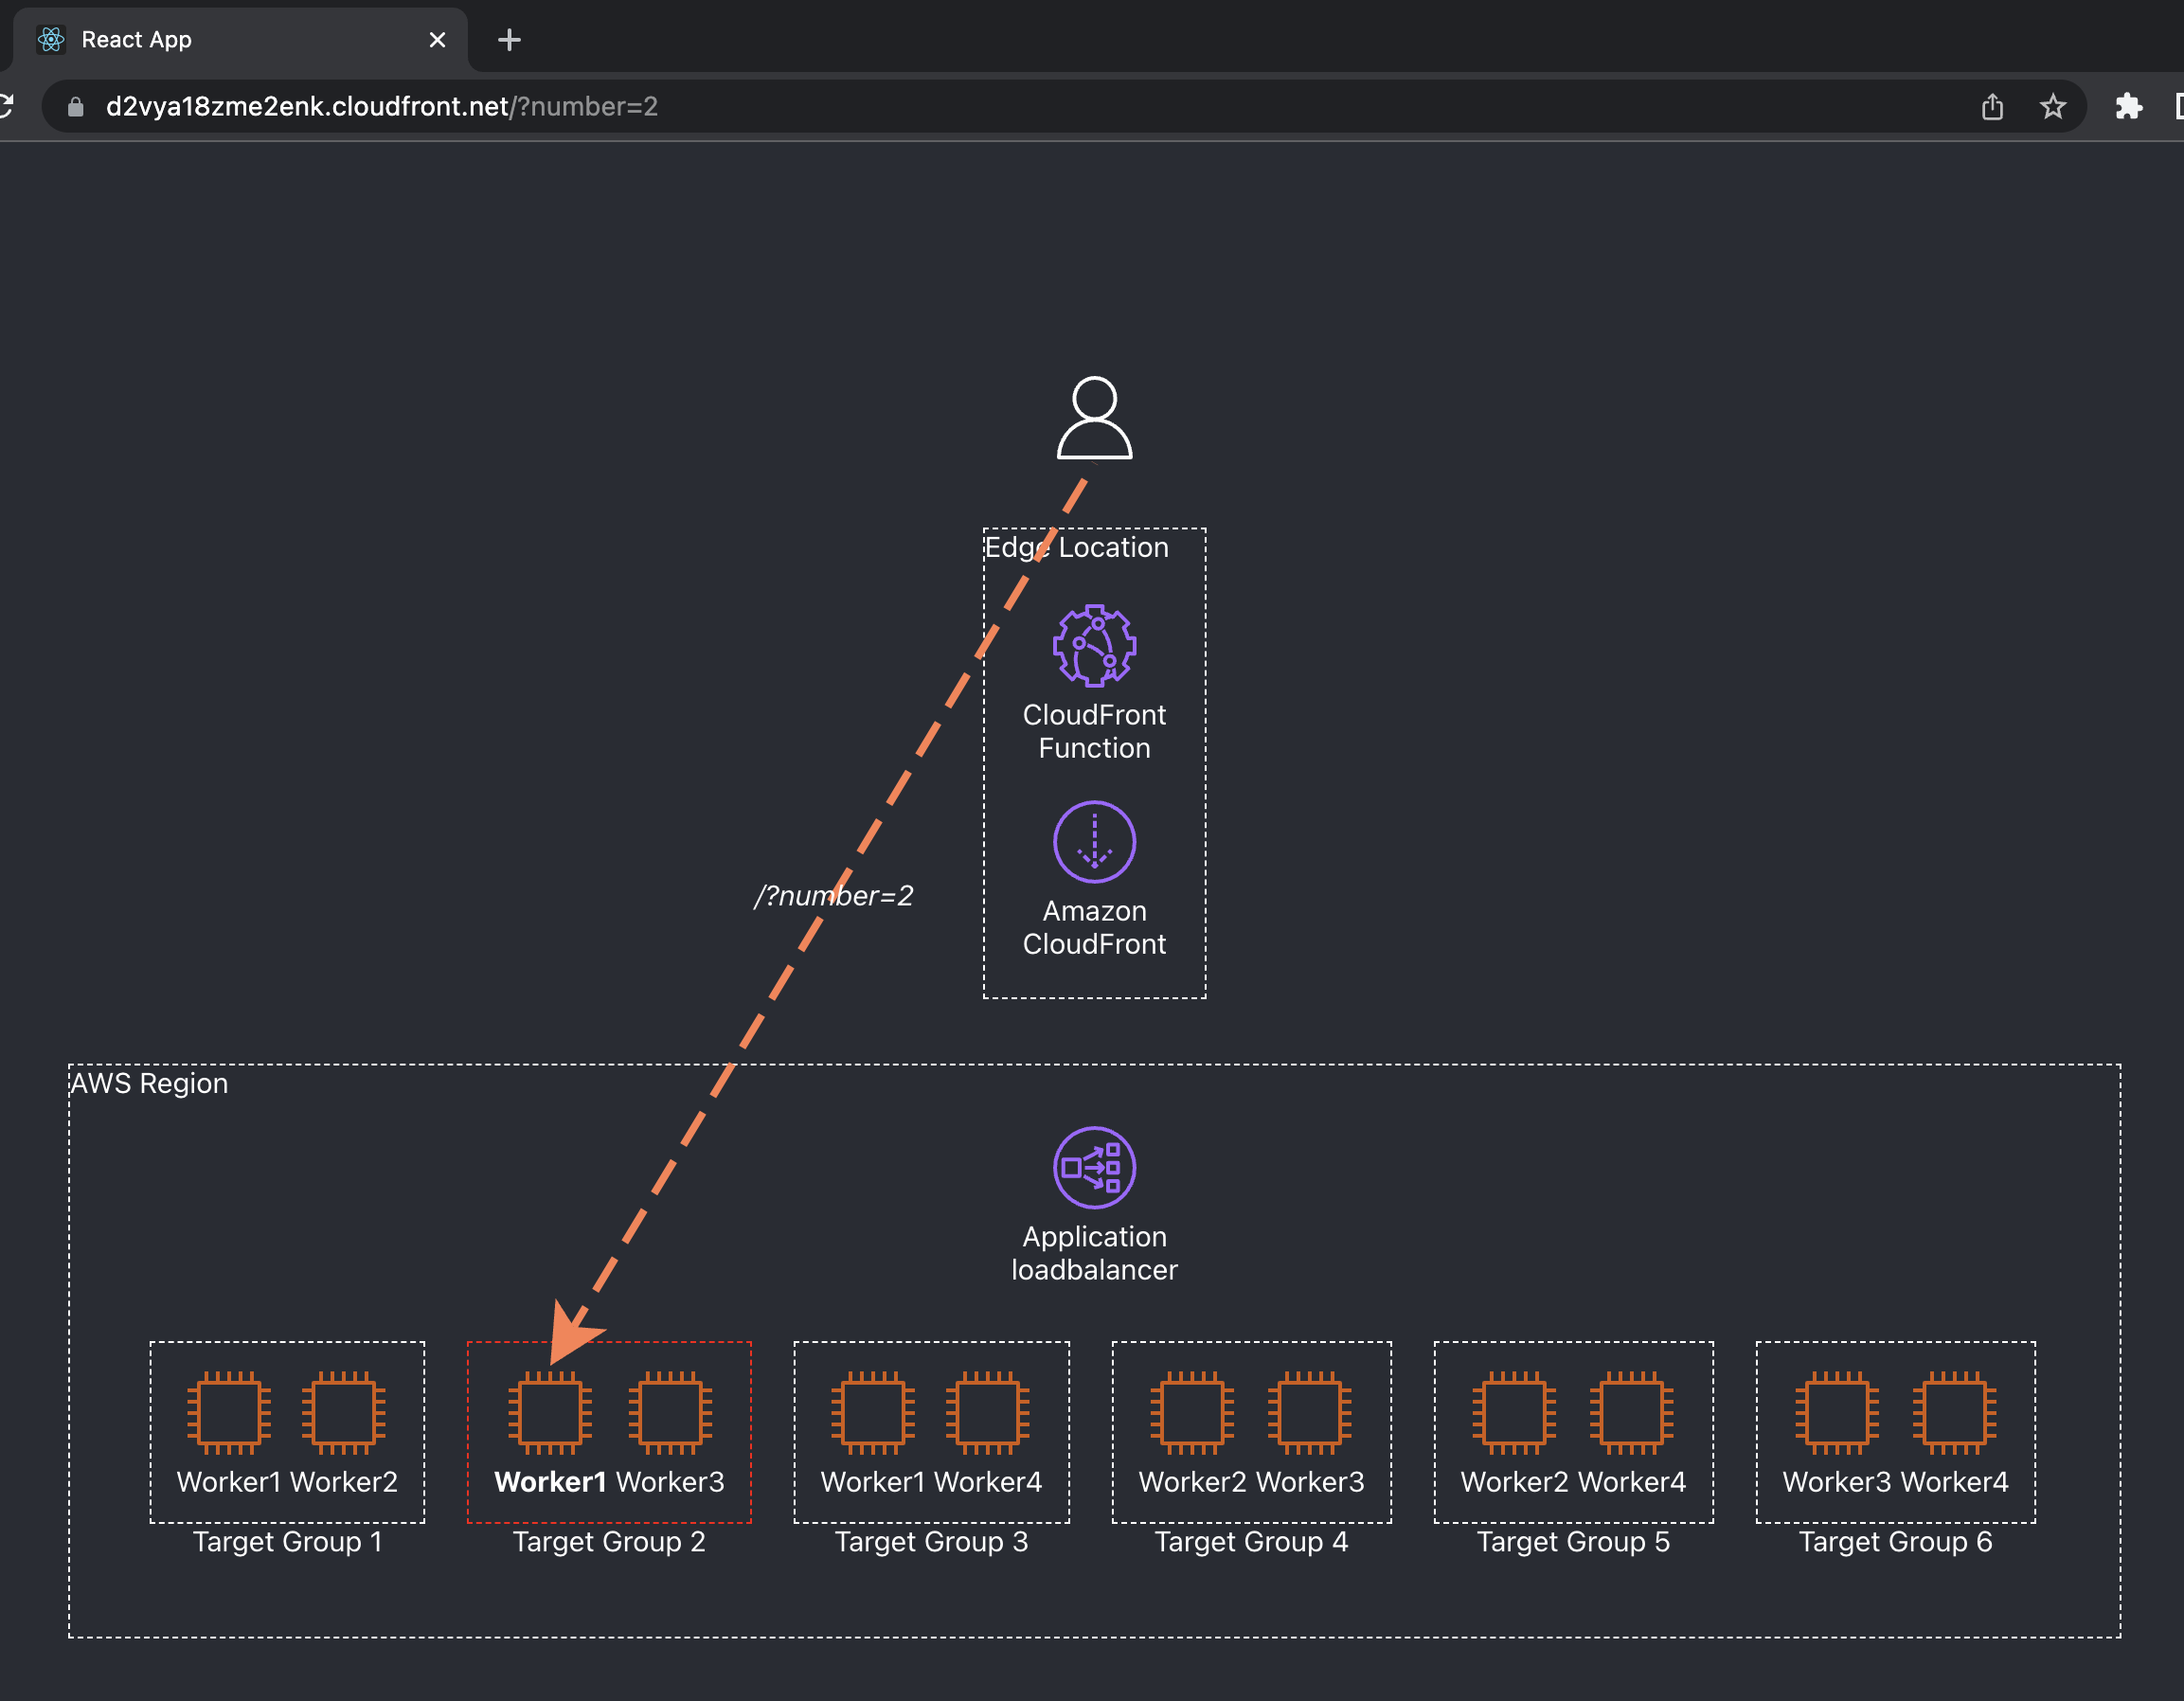 React App
d2vya18zme2enk.cloudfront.net/?number=2
Edge Location
CloudFront
Function
/?number=2
Amazon
CloudFront
AWS Region
Application
loadbalancer
Worker1 Worker2
Worker1 Worker3
Worker1 Worker4
Worker2 Worker3
Worker2 Worker4
Worker3 Worker4
Target Group 1
Target Group 2
Target Group 3
Target Group 4
Target Group 5
Target Group 6